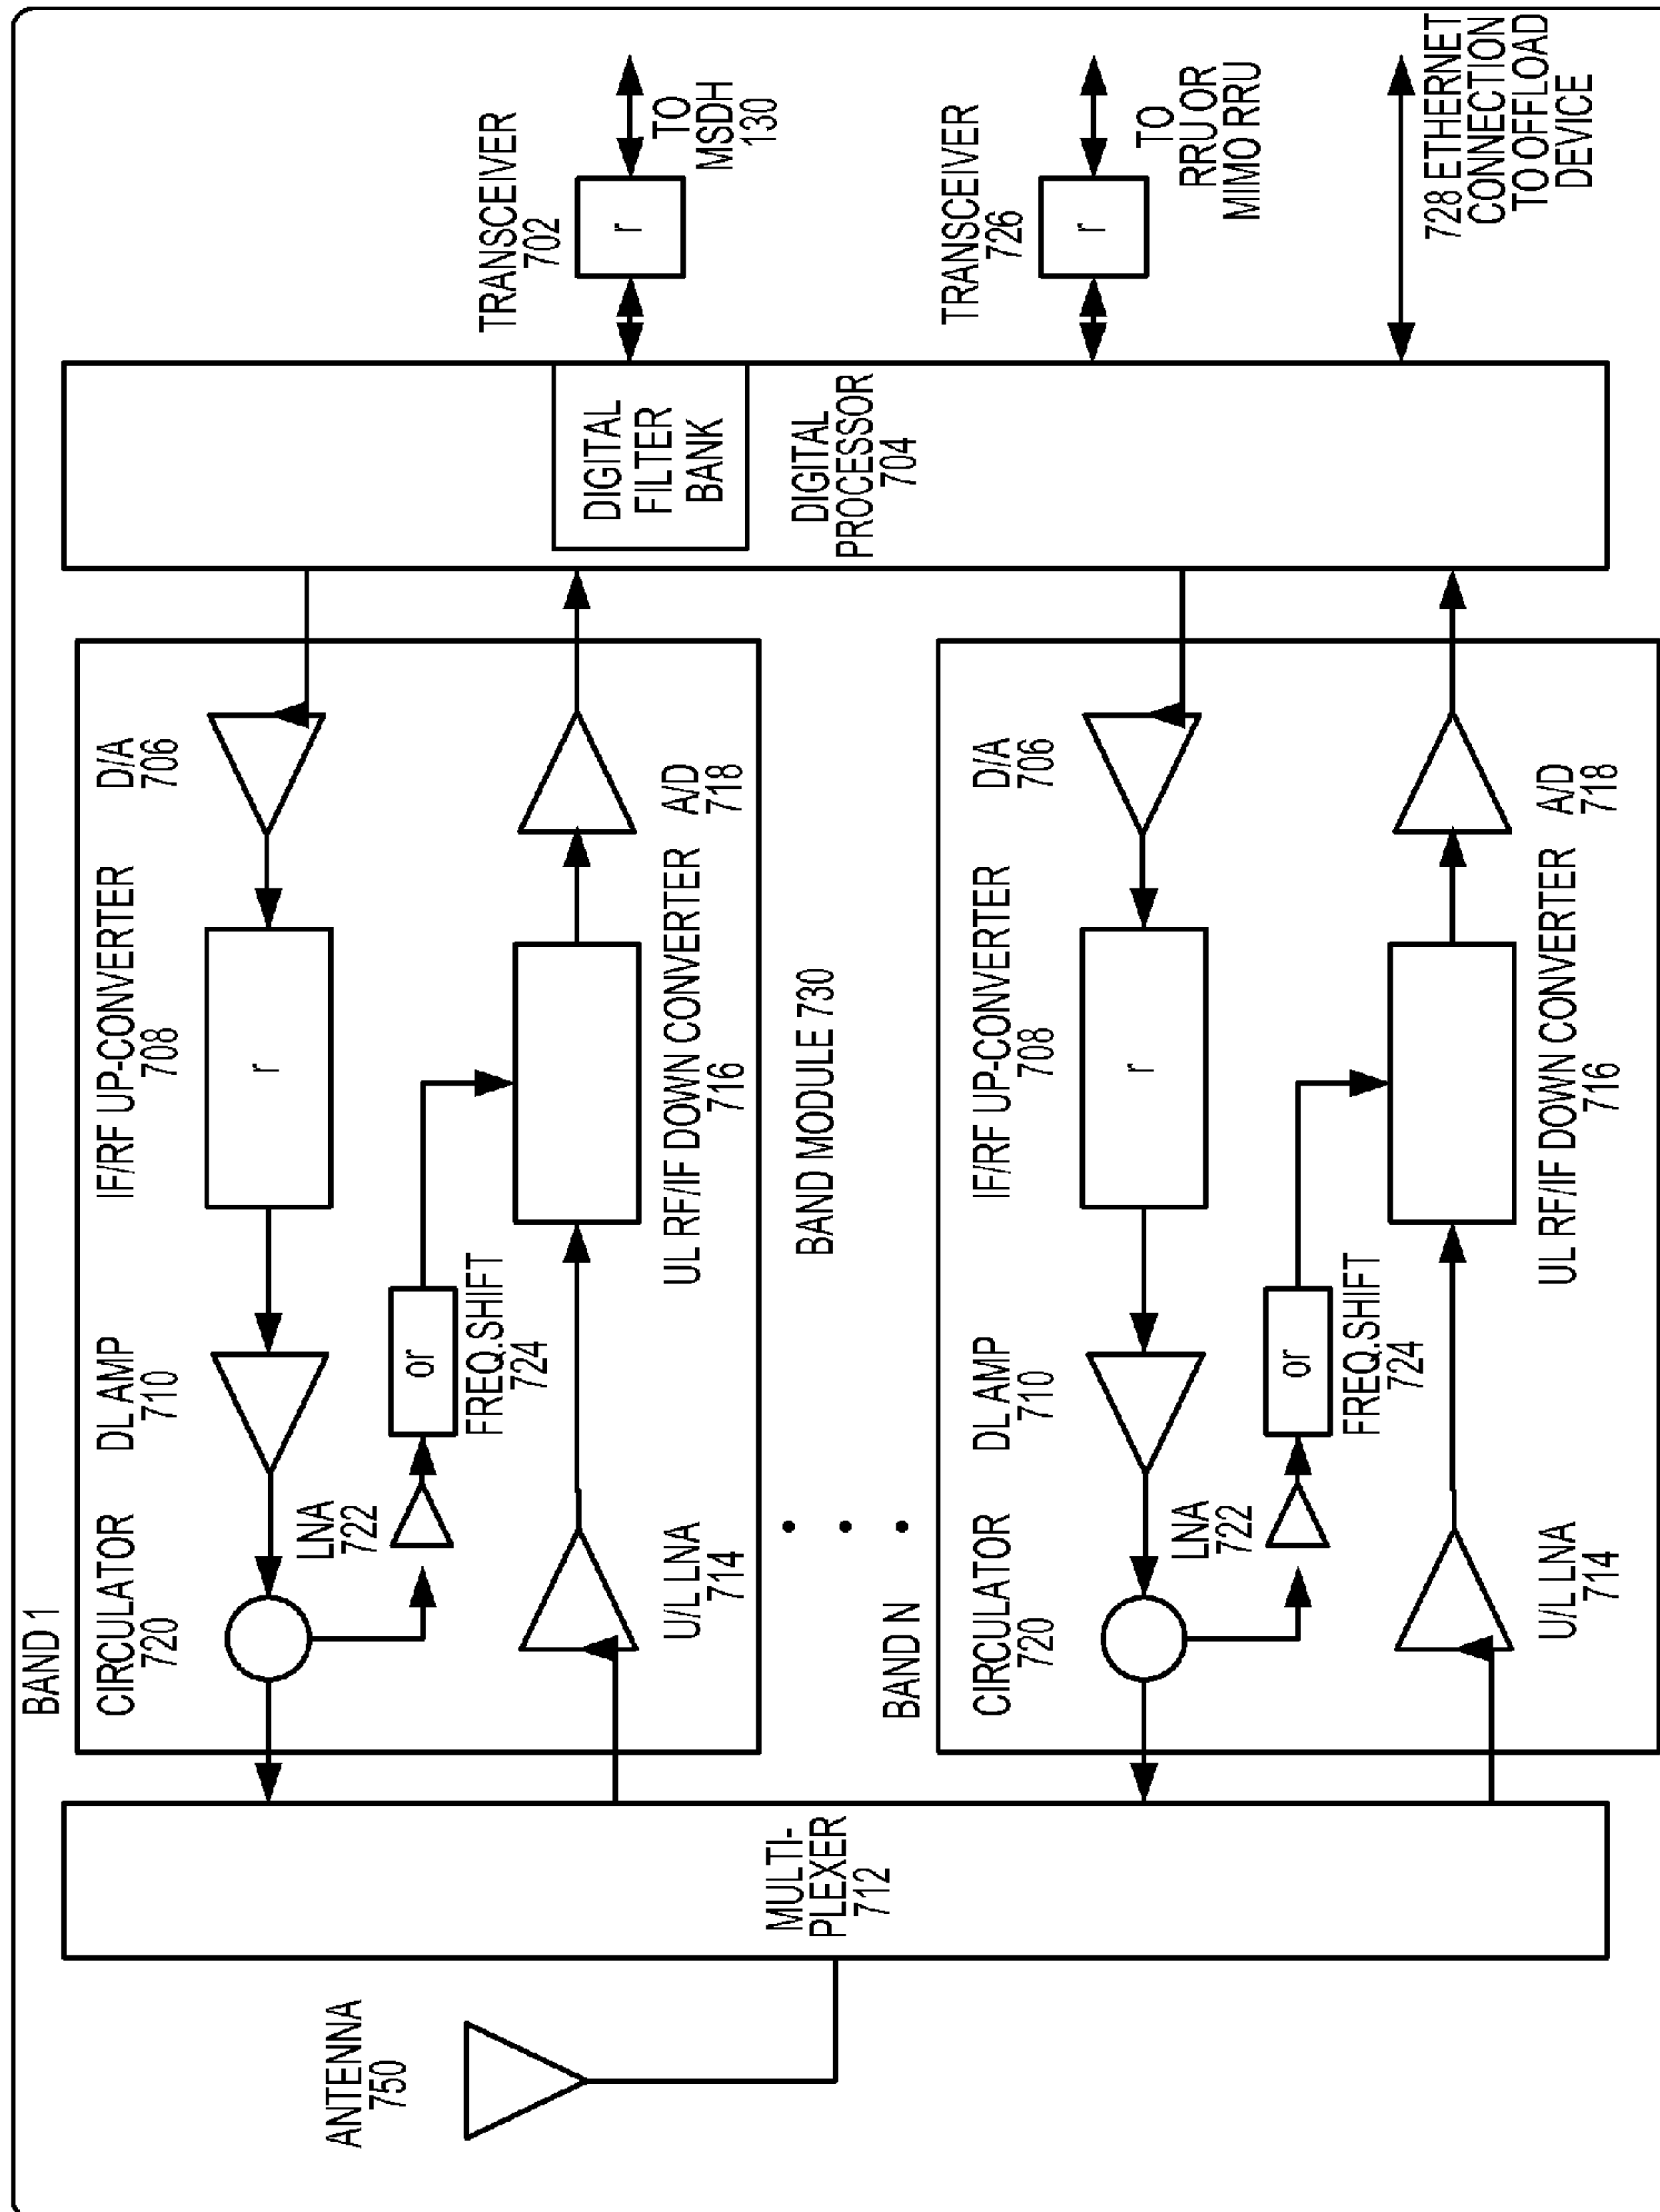 BAND 1
CIRCULATOR
720
DL AMP
710
IF/RF UP-CONVERTER
708
D/A
706
r
LNA
722
or
FREQ.SHIFT
724
U/L LNA
714
UL RF/IF DOWN CONVERTER
716
A/D
718
BAND MODULE 730
BAND N
CIRCULATOR
720
DL AMP
710
IF/RF UP-CONVERTER
708
D/A
706
r
LNA
722
or
FREQ.SHIFT
724
U/L LNA
714
UL RF/IF DOWN CONVERTER
716
A/D
718
ANTENNA
750
MULTI-
PLEXER
712
DIGITAL
FILTER
BANK
DIGITAL
PROCESSOR
704
TRANSCEIVER
702
r
TO
MSDH
130
TRANSCEIVER
726
r
TO
RRU OR
MIMO RRU
728 ETHERNET
CONNECTION
TO OFFLOAD
DEVICE